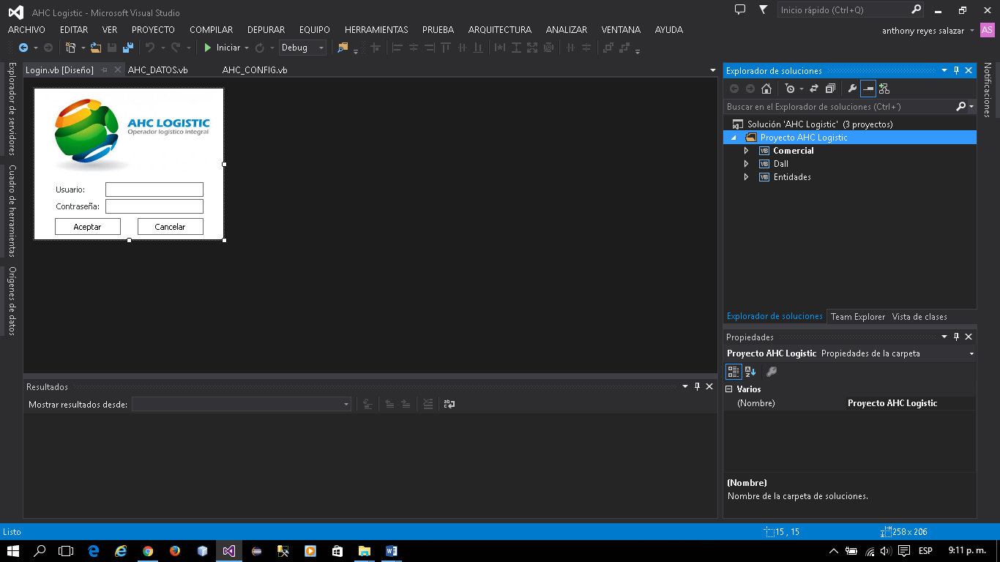 AHC Logistic - Microsoft Visual Studio
Inicio rápido (Ctrl+Q)
ARCHIVO EDITAR VER PROYECTO COMPILAR DEPURAR EQUIPO HERRAMIENTAS PRUEBA ARQUITECTURA ANALIZAR VENTANA AYUDA
anthony reyes salazar
AS
Iniciar
Debug
Explorador de servidores
Cuadro de herramientas
Orígenes de datos
Login.vb [Diseño]
AHC_DATOS.vb
AHC_CONFIG.vb
AHC LOGISTIC
Operador logístico integral
Usuario:
Contraseña:
Aceptar
Cancelar
Resultados
Mostrar resultados desde:
Explorador de soluciones
Buscar en el Explorador de soluciones (Ctrl+´)
Solución 'AHC Logistic' (3 proyectos)
Proyecto AHC Logistic
VB Comercial
VB Dall
VB Entidades
Explorador de soluciones
Team Explorer
Vista de clases
Propiedades
Proyecto AHC Logistic Propiedades de la carpeta
Varios
(Nombre)
Proyecto AHC Logistic
(Nombre)
Nombre de la carpeta de soluciones.
Notificaciones
Listo
15 , 15
258 x 206
ESP
9:11 p. m.